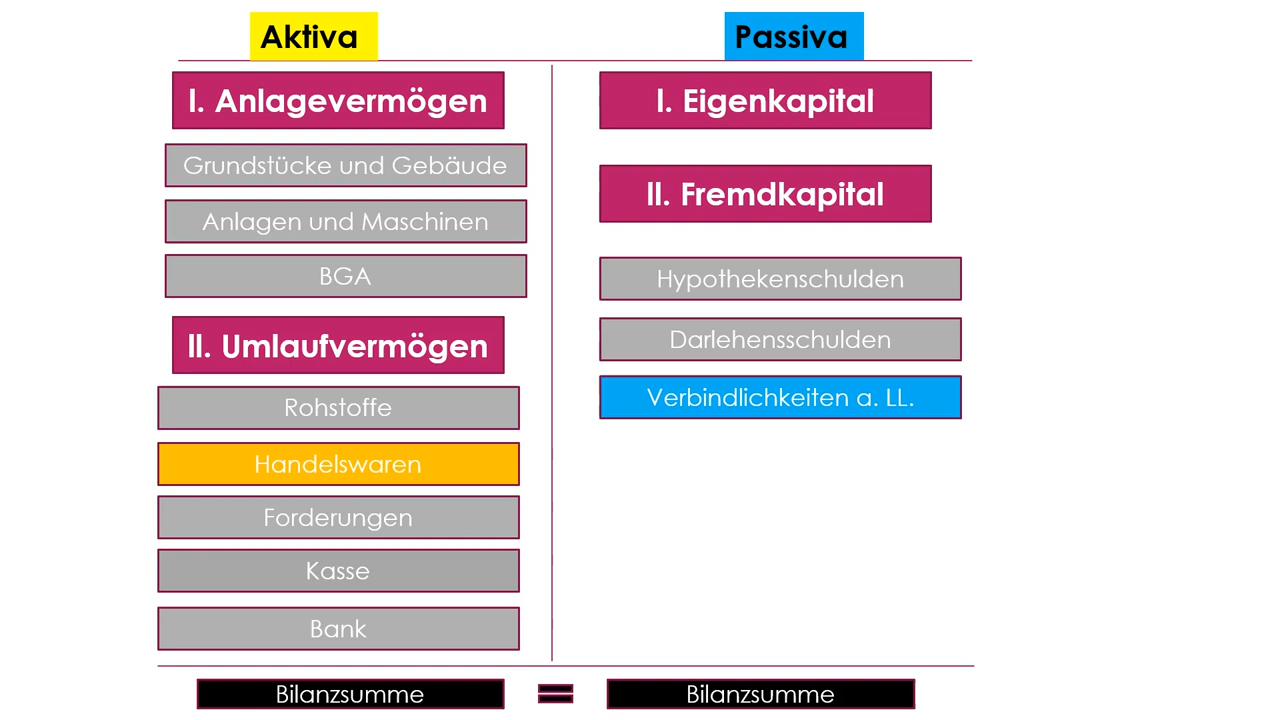 Aktiva
Passiva
I. Anlagevermögen
Grundstücke und Gebäude
Anlagen und Maschinen
BGA
II. Umlaufvermögen
Rohstoffe
Handelswaren
Forderungen
Kasse
Bank
Bilanzsumme
=
I. Eigenkapital
II. Fremdkapital
Hypothekenschulden
Darlehensschulden
Verbindlichkeiten a. LL.
Bilanzsumme